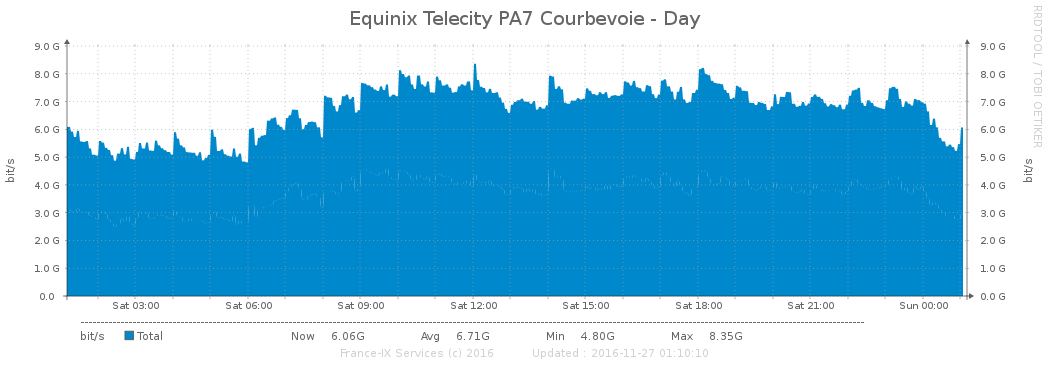 Equinix Telecity PA7 Courbevoie - Day
RRDTOOL / TOBI OETIKER
9.0 G 9.0 G
8.0 G 8.0 G
7.0 G 7.0 G
6.0 G 6.0 G
5.0 G 5.0 G
4.0 G 4.0 G
3.0 G 3.0 G
2.0 G 2.0 G
1.0 G 1.0 G
0.0 0.0 G
bit/s bit/s
Sat 03:00 Sat 06:00 Sat 09:00 Sat 12:00 Sat 15:00 Sat 18:00 Sat 21:00 Sun 00:00
bit/s Total Now 6.06G Avg 6.71G Min 4.80G Max 8.35G
France-IX Services (c) 2016 Updated : 2016-11-27 01:10:10